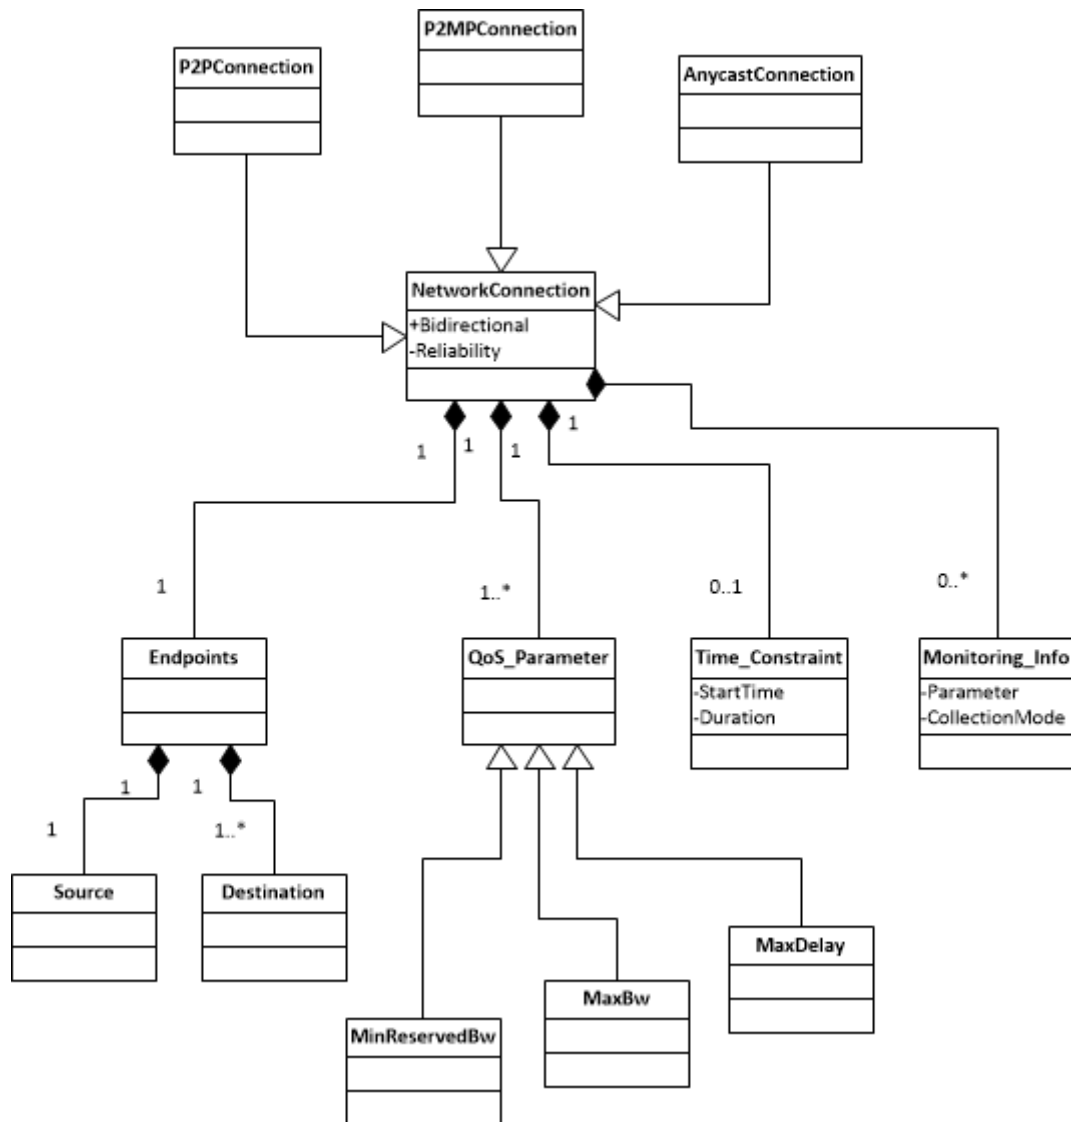 P2MPConnection
P2PConnection
AnycastConnection
NetworkConnection
+Bidirectional
-Reliability
1
1
1
1
1
1..*
0..1
0..*
Endpoints
QoS_Parameter
Time_Constraint
-StartTime
-Duration
Monitoring_Info
-Parameter
-CollectionMode
1
1
1
1..*
Source
Destination
MaxDelay
MaxBw
MinReservedBw